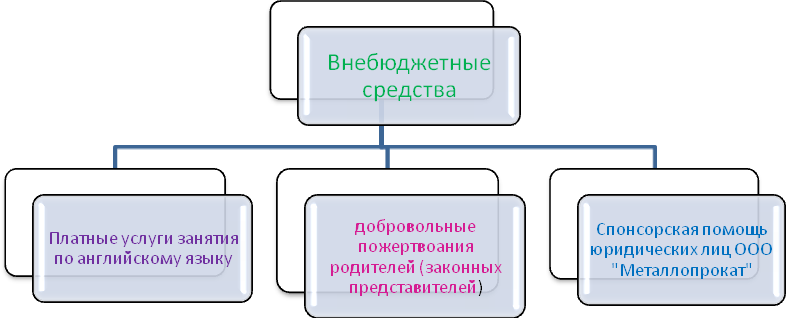 Внебюджетные
средства
Платные услуги занятия
по английскому языку
добровольные
пожертвоания
родителей (законных
представителей)
Спонсорская помощь
юридических лиц ООО
"Металлопрокат"